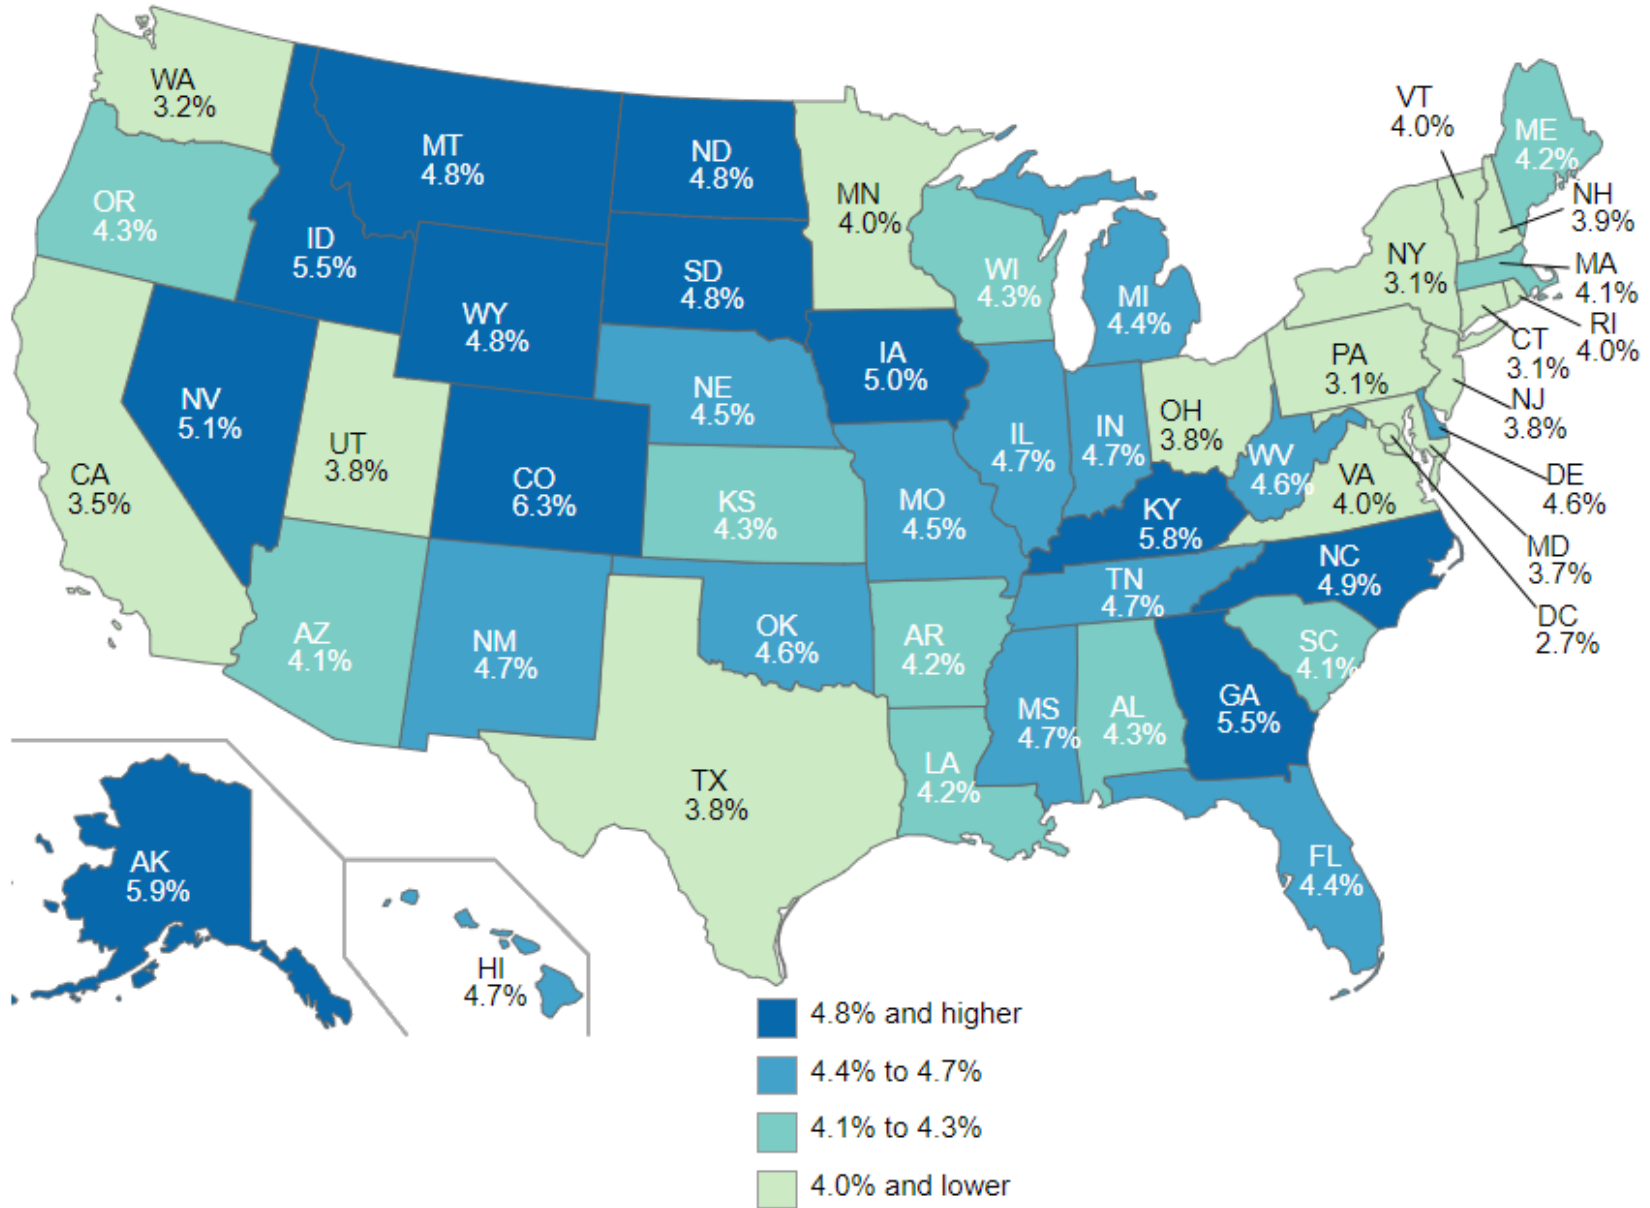 WA
3.2%
MT
4.8%
ND
4.8%
VT
4.0%
ME
4.2%
OR
4.3%
ID
5.5%
MN
4.0%
NH
3.9%
WY
4.8%
SD
4.8%
WI
4.3%
MI
4.4%
NY
3.1%
MA
4.1%
RI
4.0%
CT
3.1%
NV
5.1%
NE
4.5%
IA
5.0%
PA
3.1%
NJ
3.8%
CA
3.5%
UT
3.8%
CO
6.3%
KS
4.3%
MO
4.5%
IL
4.7%
IN
4.7%
OH
3.8%
WV
4.6%
VA
4.0%
DE
4.6%
KY
5.8%
MD
3.7%
NC
4.9%
TN
4.7%
DC
2.7%
AZ
4.1%
NM
4.7%
OK
4.6%
AR
4.2%
SC
4.1%
MS
4.7%
AL
4.3%
GA
5.5%
TX
3.8%
LA
4.2%
FL
4.4%
AK
5.9%
HI
4.7%
4.8% and higher
4.4% to 4.7%
4.1% to 4.3%
4.0% and lower